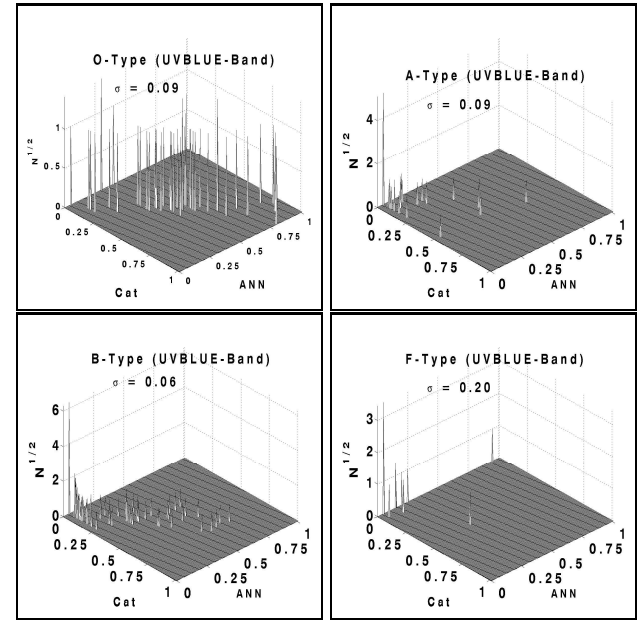 O-Type (UVBLUE-Band)
σ = 0.09
N 1/2
1
0.5
0
0
0.25
0.5
0.75
1
0
0.25
0.5
0.75
1
Cat
ANN
A-Type (UVBLUE-Band)
σ = 0.09
N 1/2
4
2
0
0
0.25
0.5
0.75
1
0
0.25
0.5
0.75
1
Cat
ANN
B-Type (UVBLUE-Band)
σ = 0.06
N 1/2
6
4
2
0
0
0.25
0.5
0.75
1
0
0.25
0.5
0.75
1
Cat
ANN
F-Type (UVBLUE-Band)
σ = 0.20
N 1/2
3
2
1
0
0
0.25
0.5
0.75
1
0
0.25
0.5
0.75
1
Cat
ANN